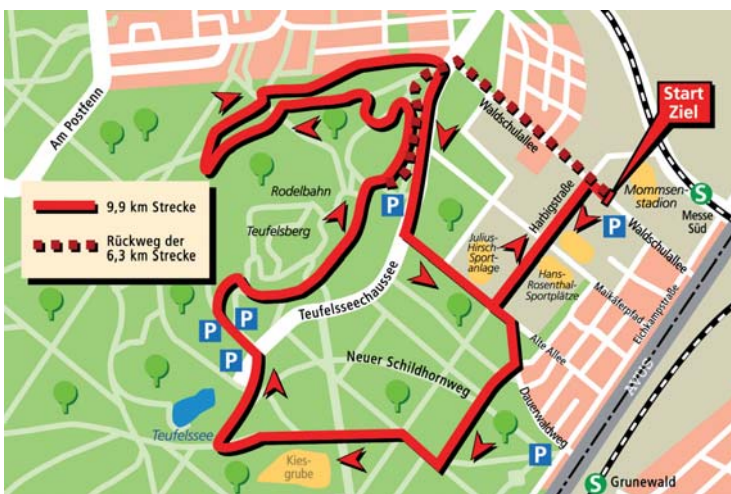 Am Postfenn
Start
Ziel
Waldschulallee
Mommsen-
stadion
S
Messe
Süd
9,9 km Strecke
Rückweg der
6,3 km Strecke
Rodelbahn
Teufelsberg
P
Harbigstraße
P
Waldschulallee
Julius-
Hirsch-
Sport-
anlage
Hans-
Rosenthal-
Sportplätze
Maikäferpfad
Eichkampstraße
Teufelsseechaussee
P
P
P
Alte Allee
AVUS
Neuer Schildhornweg
Dauerwaldweg
Teufelssee
Kies-
grube
P
S Grunewald